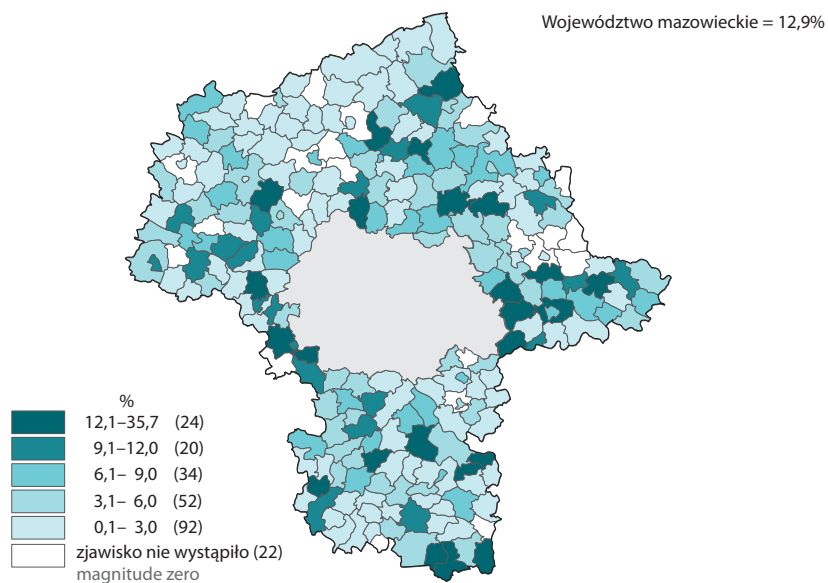 Województwo mazowieckie = 12,9%
%
12,1–35,7 (24)
9,1–12,0 (20)
6,1– 9,0 (34)
3,1– 6,0 (52)
0,1– 3,0 (92)
zjawisko nie wystąpiło (22)
magnitude zero